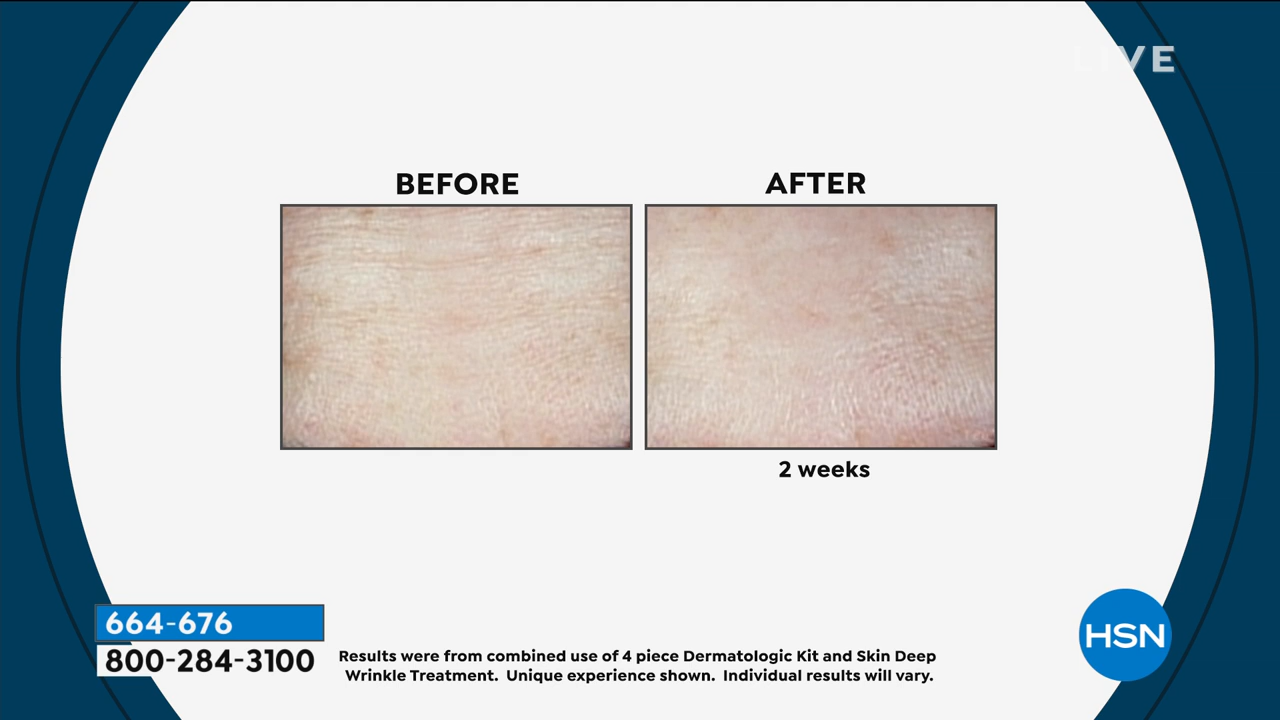 LIVE
BEFORE
AFTER
2 weeks
664-676
800-284-3100
Results were from combined use of 4 piece Dermatologic Kit and Skin Deep
Wrinkle Treatment. Unique experience shown. Individual results will vary.
HSN